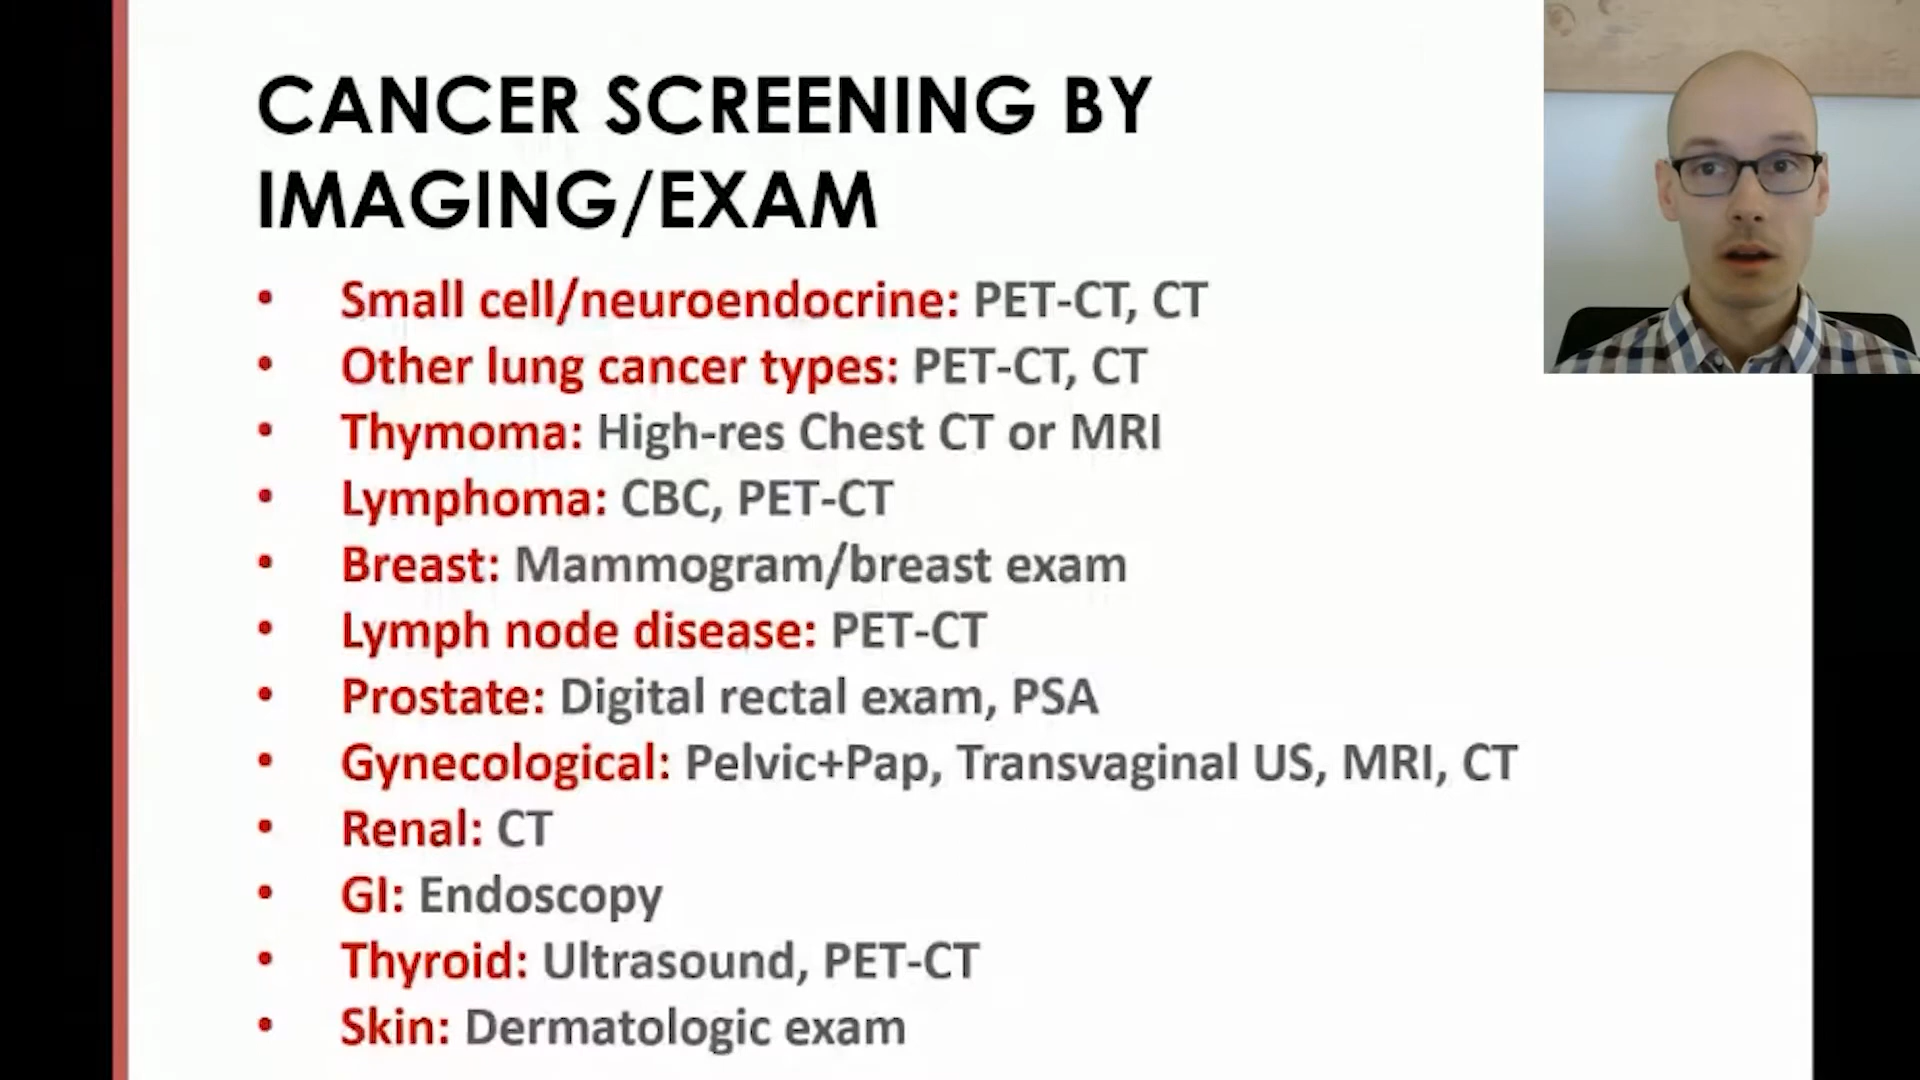 CANCER SCREENING BY
IMAGING/EXAM
• Small cell/neuroendocrine: PET-CT, CT
• Other lung cancer types: PET-CT, CT
• Thymoma: High-res Chest CT or MRI
• Lymphoma: CBC, PET-CT
• Breast: Mammogram/breast exam
• Lymph node disease: PET-CT
• Prostate: Digital rectal exam, PSA
• Gynecological: Pelvic+Pap, Transvaginal US, MRI, CT
• Renal: CT
• GI: Endoscopy
• Thyroid: Ultrasound, PET-CT
• Skin: Dermatologic exam